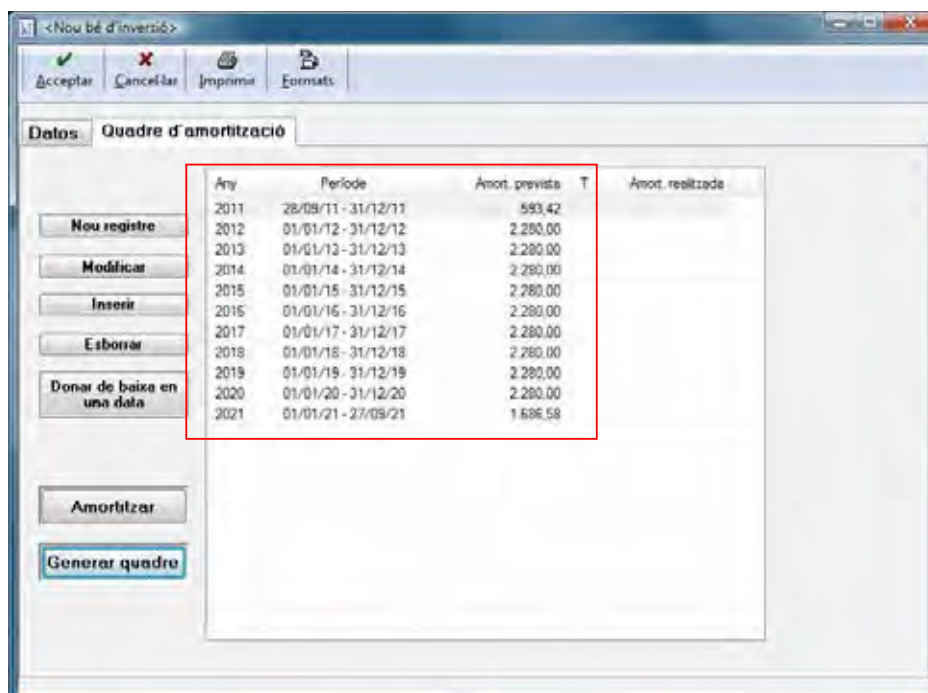 <Nou bé d'inversió>
Acceptar Cancel·lar Imprimir Formats
Datos Quadre d'amortització
Any Període Amort. prevista T Amort. realitzada
2011 28/09/11 - 31/12/11 593,42
2012 01/01/12 - 31/12/12 2.280,00
2013 01/01/13 - 31/12/13 2.280,00
2014 01/01/14 - 31/12/14 2.280,00
2015 01/01/15 - 31/12/15 2.280,00
2016 01/01/16 - 31/12/16 2.280,00
2017 01/01/17 - 31/12/17 2.280,00
2018 01/01/18 - 31/12/18 2.280,00
2019 01/01/19 - 31/12/19 2.280,00
2020 01/01/20 - 31/12/20 2.280,00
2021 01/01/21 - 27/09/21 1.686,58
Nou registre
Modificar
Inserir
Esborrar
Donar de baixa en
una data
Amortitzar
Generar quadre